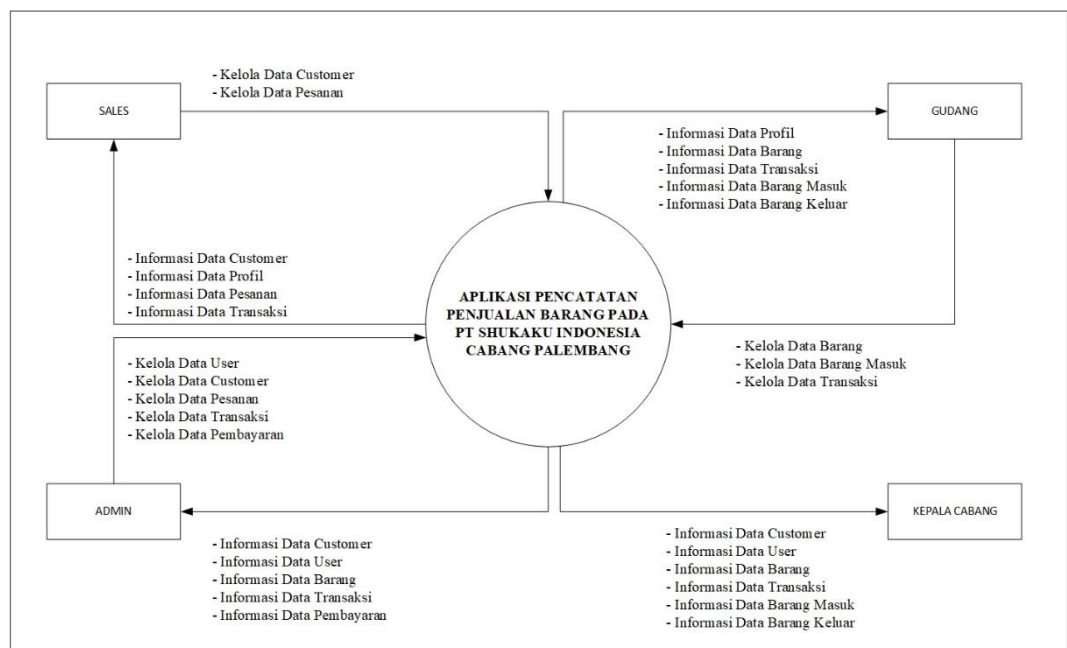 - Kelola Data Customer
- Kelola Data Pesanan
SALES
GUDANG
- Informasi Data Profil
- Informasi Data Barang
- Informasi Data Transaksi
- Informasi Data Barang Masuk
- Informasi Data Barang Keluar
- Informasi Data Customer
- Informasi Data Profil
- Informasi Data Pesanan
- Informasi Data Transaksi
APLIKASI PENCATATAN
PENJUALAN BARANG PADA
PT SHUKAKU INDONESIA
CABANG PALEMBANG
- Kelola Data Barang
- Kelola Data Barang Masuk
- Kelola Data Transaksi
- Kelola Data User
- Kelola Data Customer
- Kelola Data Pesanan
- Kelola Data Transaksi
- Kelola Data Pembayaran
ADMIN
KEPALA CABANG
- Informasi Data Customer
- Informasi Data User
- Informasi Data Barang
- Informasi Data Transaksi
- Informasi Data Pembayaran
- Informasi Data Customer
- Informasi Data User
- Informasi Data Barang
- Informasi Data Transaksi
- Informasi Data Barang Masuk
- Informasi Data Barang Keluar